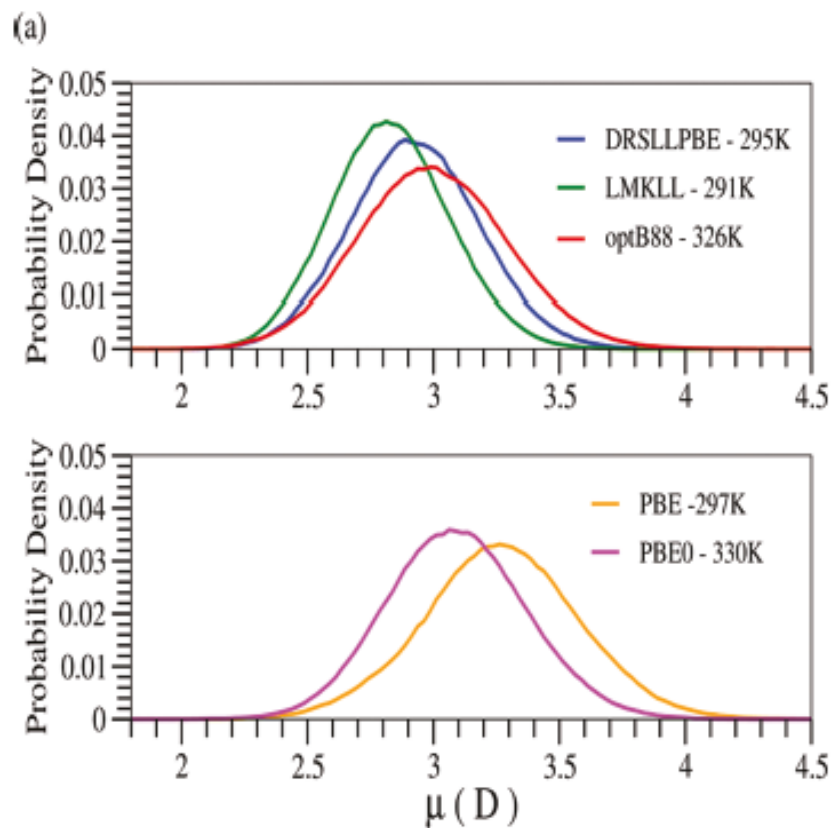 (a)
Probability Density
0.05
0.04
0.03
0.02
0.01
0
DRSLLPBE - 295K
LMKLL - 291K
optB88 - 326K
2 2.5 3 3.5 4 4.5
Probability Density
0.05
0.04
0.03
0.02
0.01
0
PBE -297K
PBE0 - 330K
2 2.5 3 3.5 4 4.5
μ ( D )